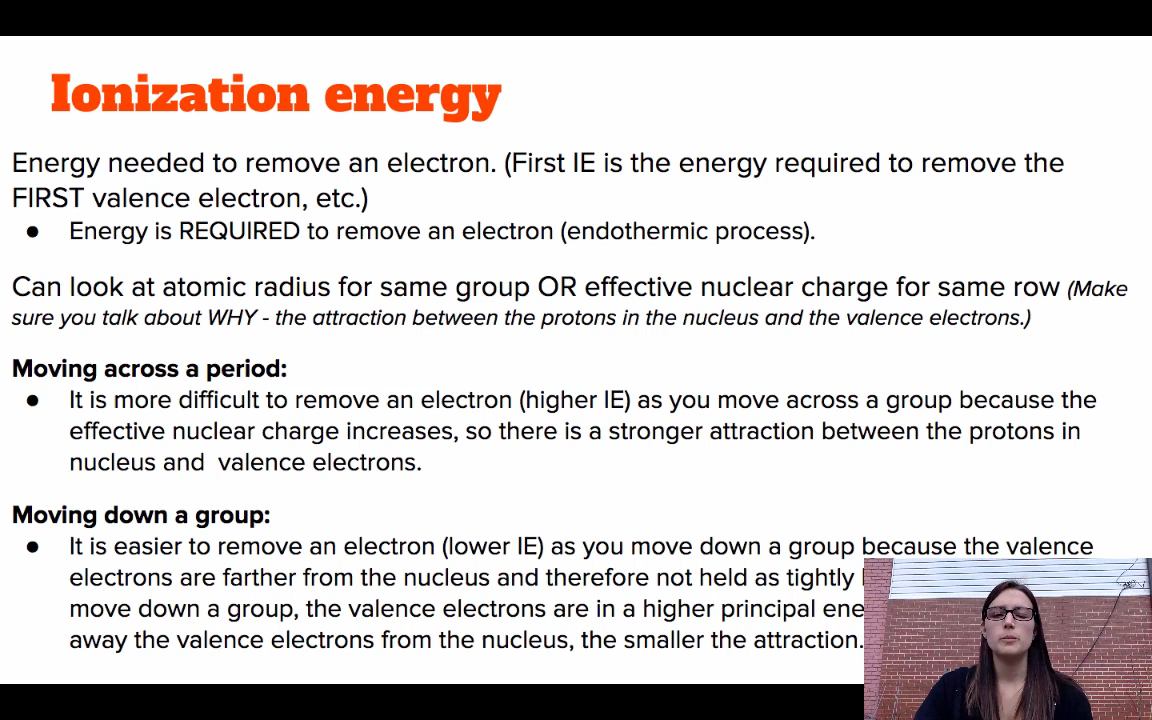 Ionization energy
Energy needed to remove an electron. (First IE is the energy required to remove the
FIRST valence electron, etc.)
● Energy is REQUIRED to remove an electron (endothermic process).
Can look at atomic radius for same group OR effective nuclear charge for same row (Make
sure you talk about WHY - the attraction between the protons in the nucleus and the valence electrons.)
Moving across a period:
● It is more difficult to remove an electron (higher IE) as you move across a group because the
effective nuclear charge increases, so there is a stronger attraction between the protons in
nucleus and valence electrons.
Moving down a group:
● It is easier to remove an electron (lower IE) as you move down a group because the valence
electrons are farther from the nucleus and therefore not held as tightly
move down a group, the valence electrons are in a higher principal
away the valence electrons from the nucleus, the smaller the attraction.